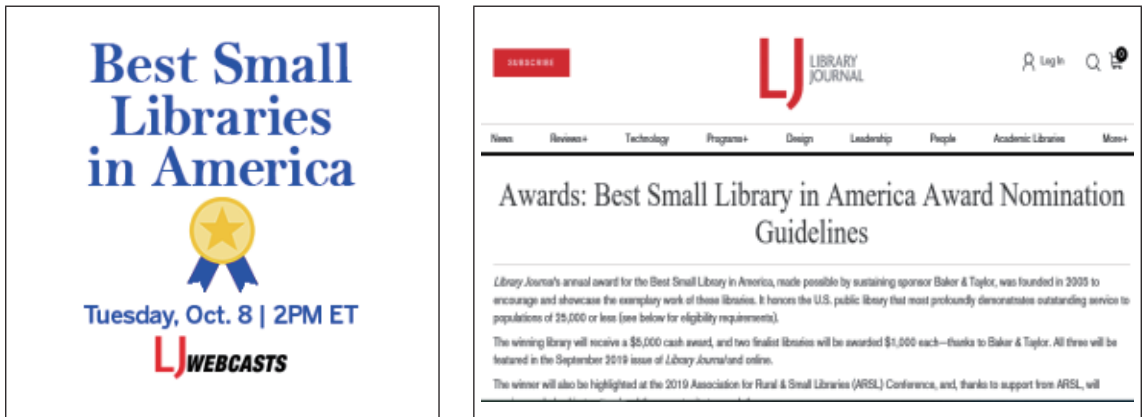 Best Small
Libraries
in America
Tuesday, Oct. 8 | 2PM ET
LJ WEBCASTS
SUBSCRIBE
LJ LIBRARY
JOURNAL
Log In
0
News Reviews+ Technology Programs+ Design Leadership People Academic Libraries More+
Awards: Best Small Library in America Award Nomination
Guidelines
Library Journal's annual award for the Best Small Library in America, made possible by sustaining sponsor Baker & Taylor, was founded in 2005 to
encourage and showcase the exemplary work of these libraries. It honors the U.S. public library that most profoundly demonstrates outstanding service to
populations of 25,000 or less (see below for eligibility requirements).
The winning library will receive a $5,000 cash award, and two finalist libraries will be awarded $1,000 each—thanks to Baker & Taylor. All three will be
featured in the September 2019 issue of Library Journal and online.
The winner will also be highlighted at the 2019 Association for Rural & Small Libraries (ARSL) Conference, and, thanks to support from ARSL, will